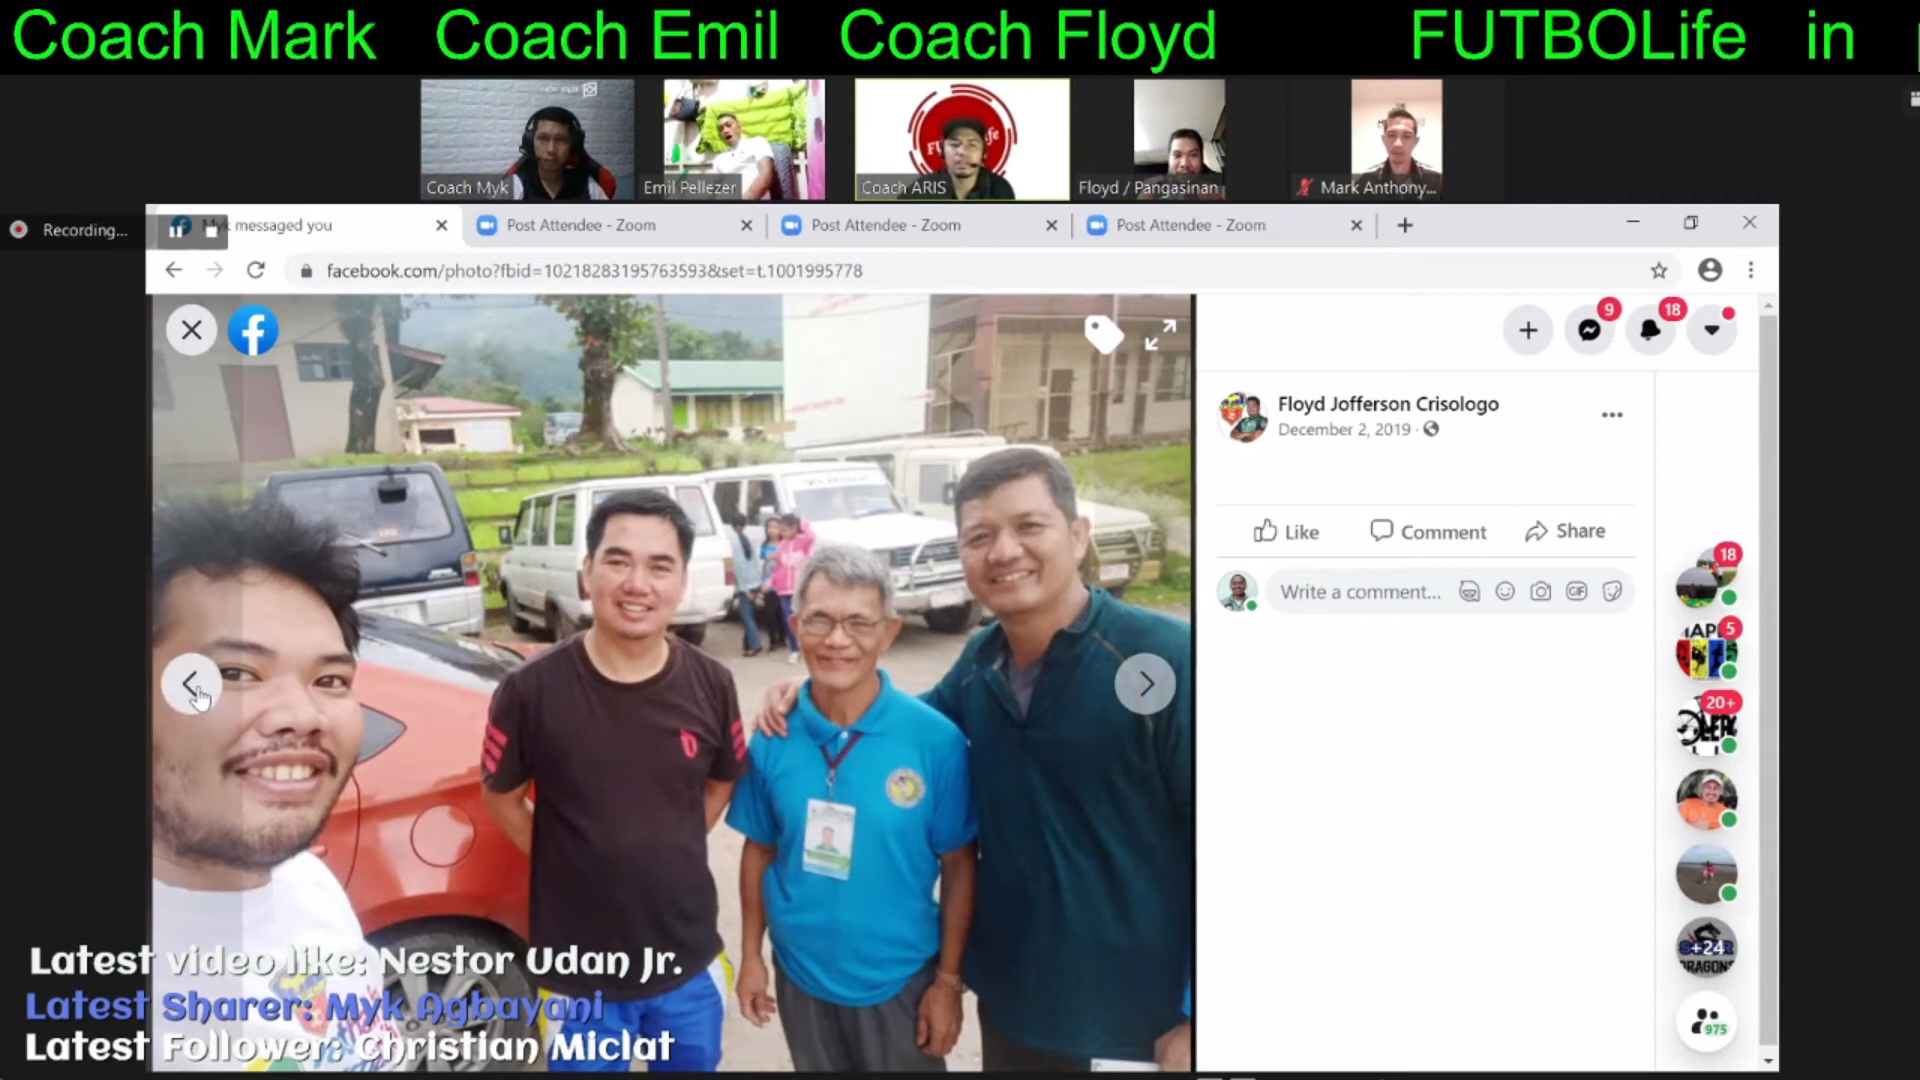 Coach Mark Coach Emil Coach Floyd FUTBOLife in
Coach Myk
Emil Pellezer
Coach ARIS
Floyd / Pangasinan
Mark Anthony...
Recording...
messaged you
Post Attendee - Zoom
Post Attendee - Zoom
Post Attendee - Zoom
facebook.com/photo?fbid=10218283195763593&set=t.1001995778
9
18
Floyd Jofferson Crisologo
December 2, 2019 ·
Like
Comment
Share
Write a comment...
GIF
18
5
20+
+24
DRAGONS
975
Latest video like: Nestor Udan Jr.
Latest Sharer: Myk Agbayani
Latest Follower: Christian Miclat